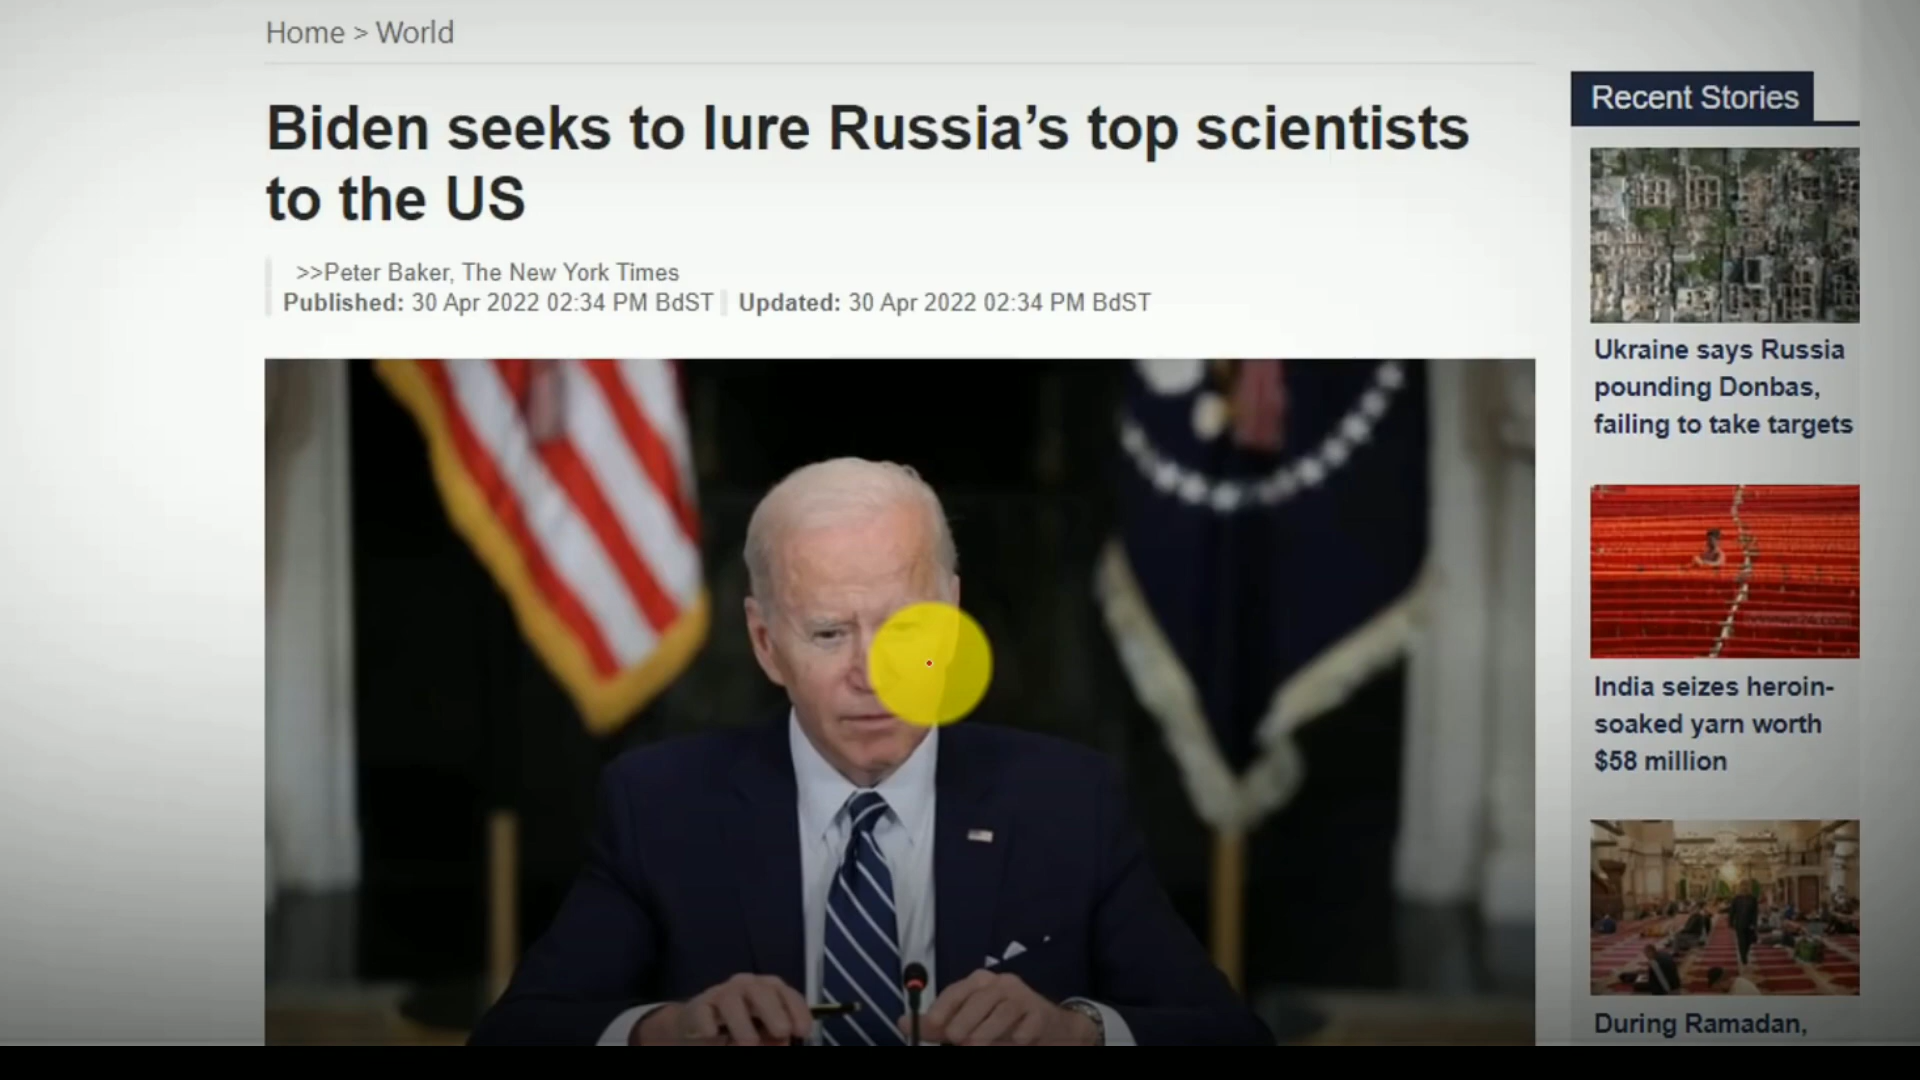 Home > World
Biden seeks to lure Russia’s top scientists
to the US
>>Peter Baker, The New York Times
Published: 30 Apr 2022 02:34 PM BdST Updated: 30 Apr 2022 02:34 PM BdST
Recent Stories
Ukraine says Russia
pounding Donbas,
failing to take targets
India seizes heroin-
soaked yarn worth
$58 million
During Ramadan,